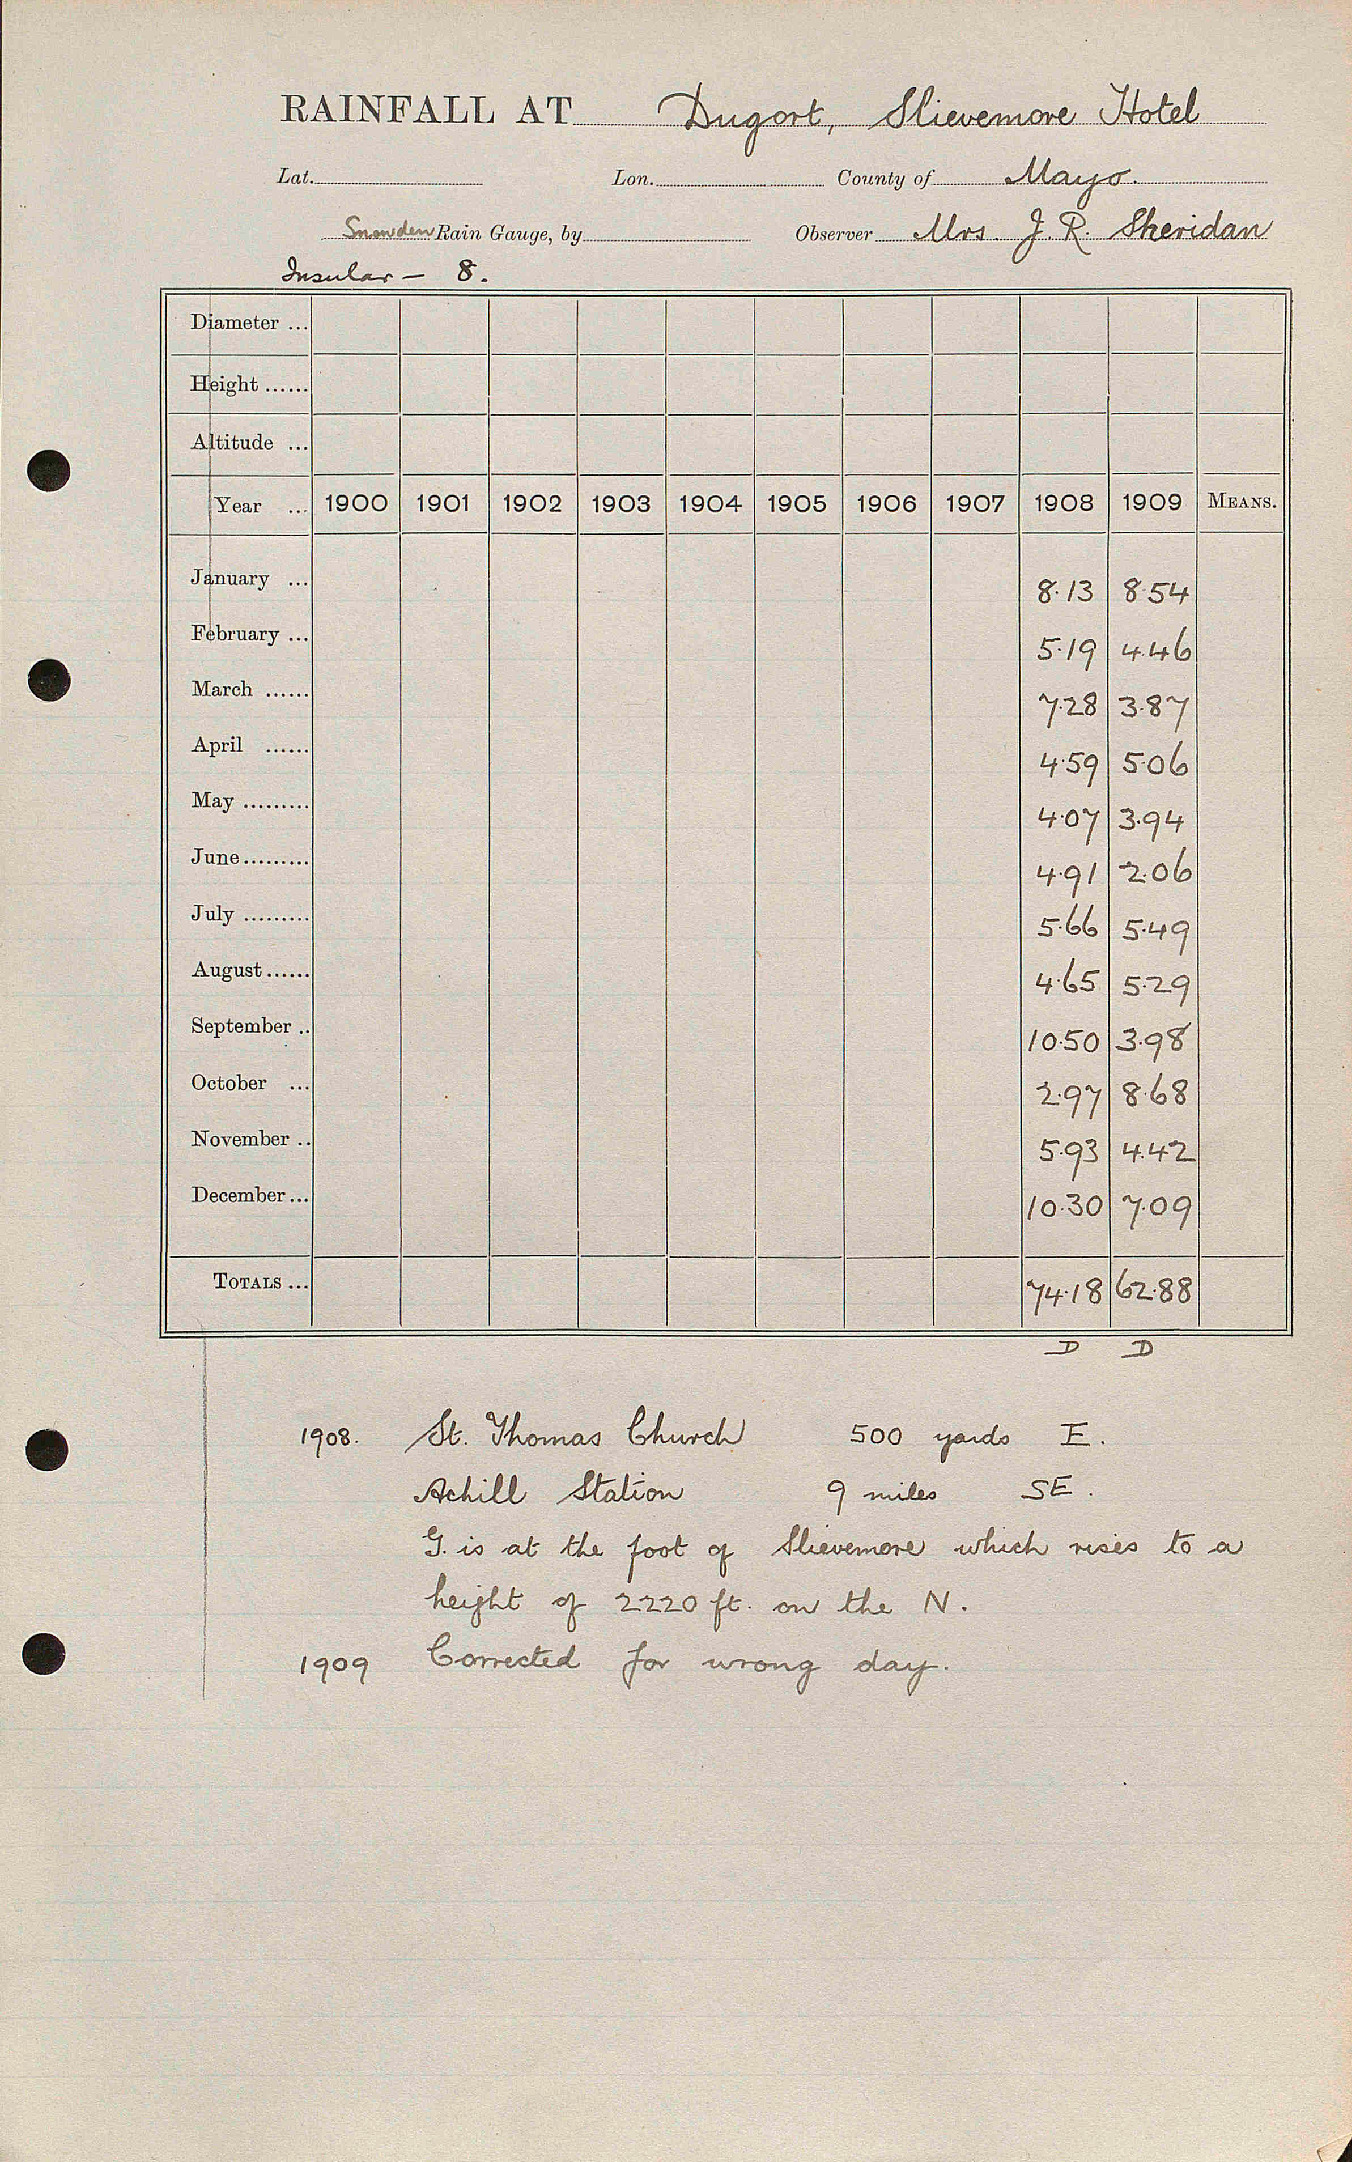 RAINFALL AT Dugort, Slievemore Hotel
Lat. Lon. County of Mayo.
Snowden Rain Gauge, by Observer Mrs J. R. Sheridan
Insular - 8.
Diameter ...
Height ......
Altitude ...
Year ... 1900 1901 1902 1903 1904 1905 1906 1907 1908 1909 MEANS.
January ... 8.13 8.54
February ... 5.19 4.46
March ...... 7.28 3.87
April ...... 4.59 5.06
May ......... 4.07 3.94
June ......... 4.91 2.06
July ......... 5.66 5.49
August ...... 4.65 5.29
September .. 10.50 3.98
October ... 2.97 8.68
November .. 5.93 4.42
December ... 10.30 7.09
TOTALS ... 74.18 62.88
D D
1908. St. Thomas Church 500 yards E.
Achill Station 9 miles SE.
G. is at the foot of Slievemore which rises to a
height of 2220 ft. on the N.
1909 Corrected for wrong day.